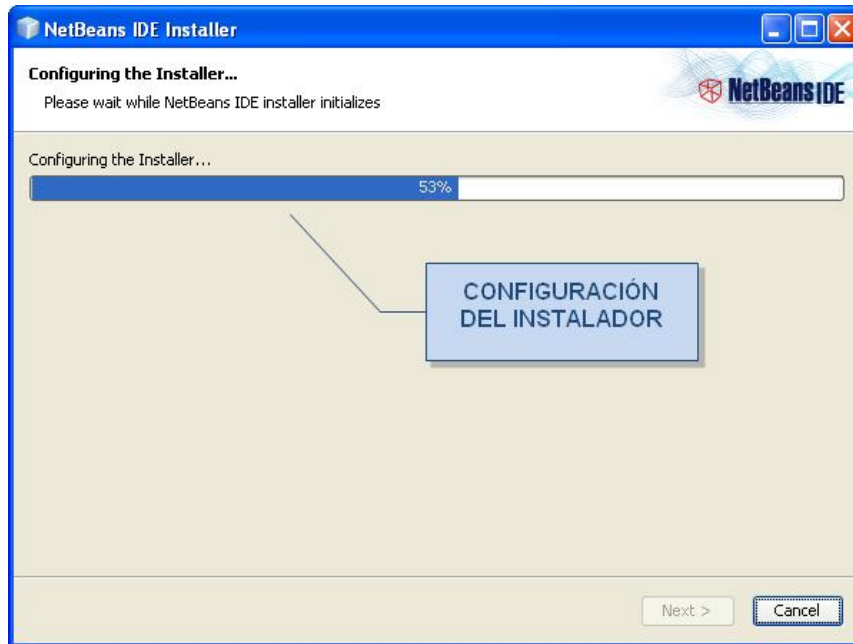 NetBeans IDE Installer
Configuring the Installer...
Please wait while NetBeans IDE installer initializes
NetBeans IDE
Configuring the Installer...
53%
CONFIGURACIÓN
DEL INSTALADOR
Next >
Cancel